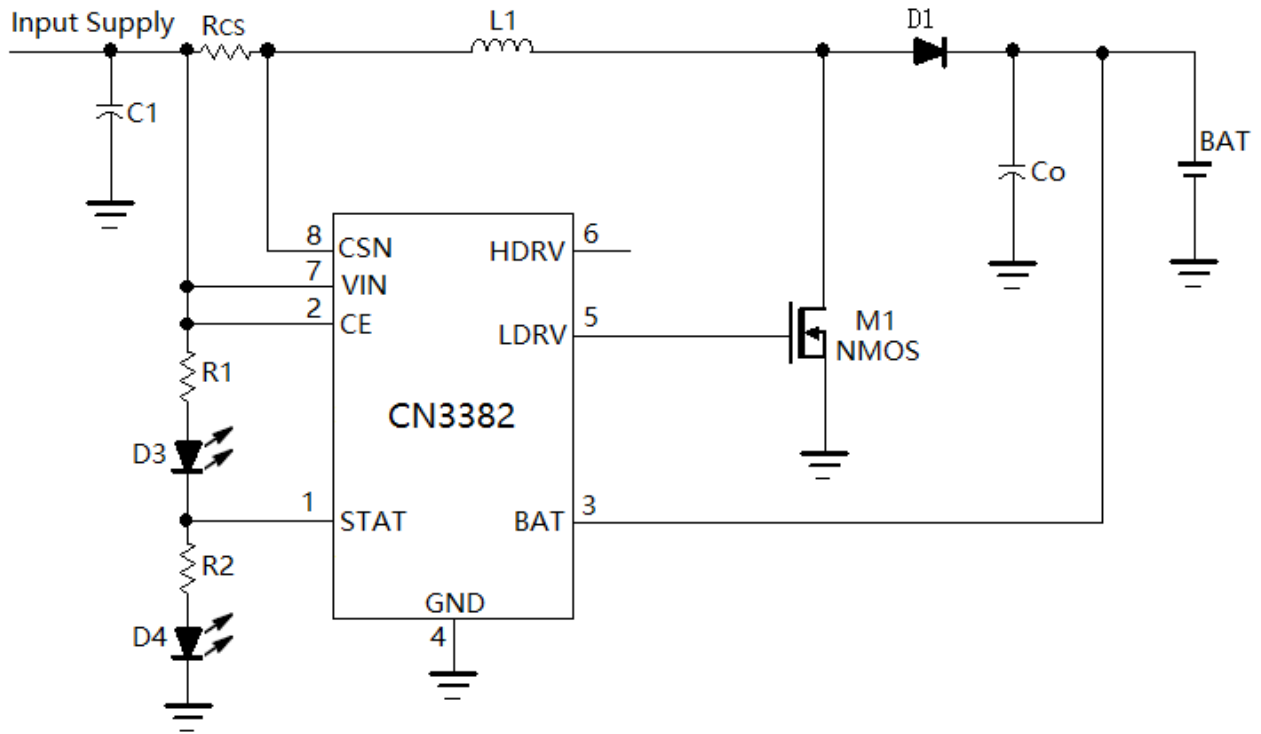 Input Supply
RCS
L1
D1
C1
Co
BAT
8
CSN
HDRV
6
7
VIN
2
CE
LDRV
5
M1
NMOS
R1
CN3382
D3
1
STAT
BAT
3
R2
GND
4
D4